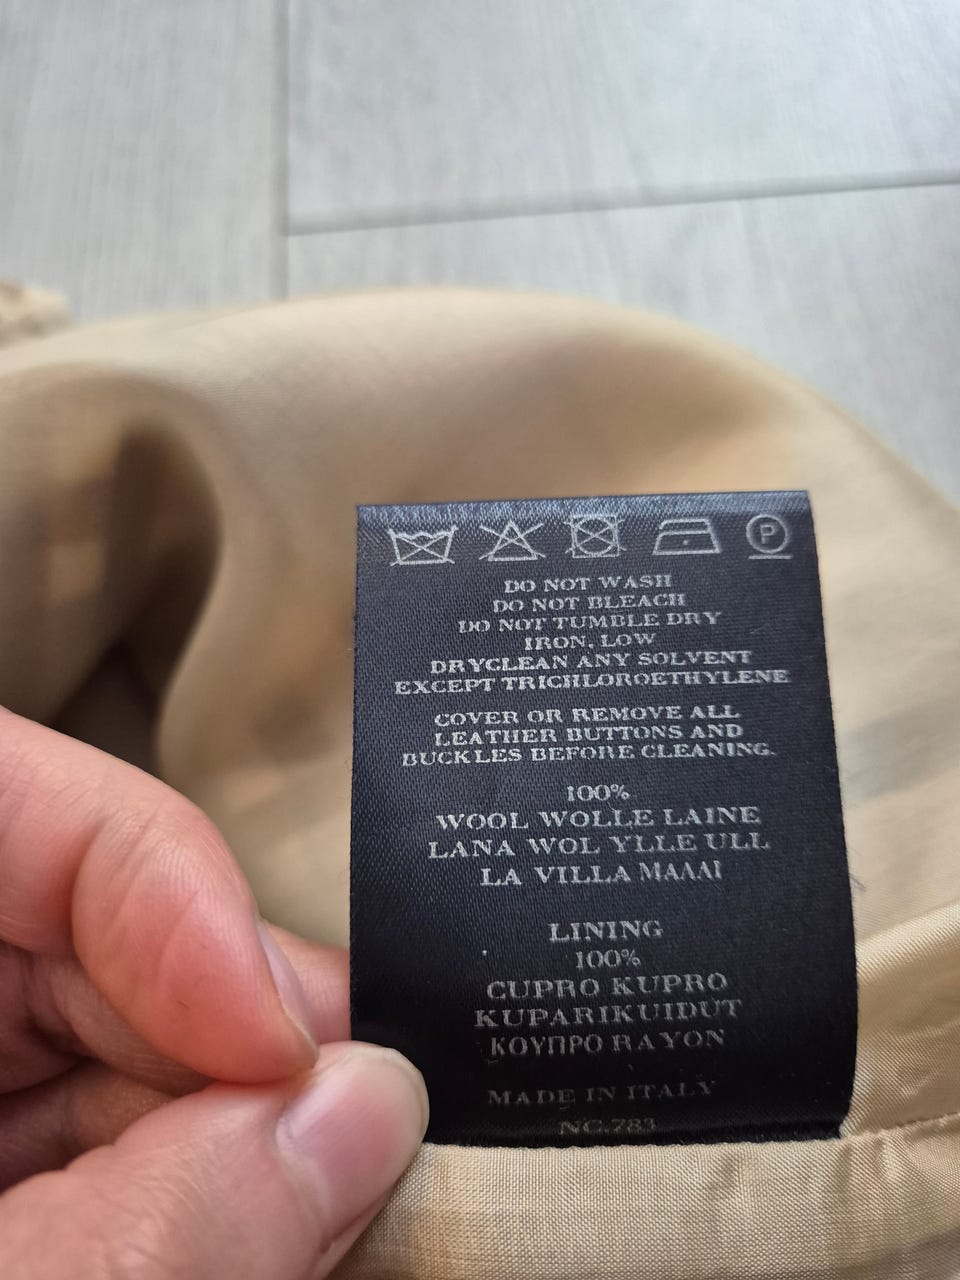 P
DO NOT WASH
DO NOT BLEACH
DO NOT TUMBLE DRY
IRON, LOW
DRYCLEAN ANY SOLVENT
EXCEPT TRICHLOROETHYLENE
COVER OR REMOVE ALL
LEATHER BUTTONS AND
BUCKLES BEFORE CLEANING.
100%
WOOL WOLLE LAINE
LANA WOL YLLE ULL
LA VILLA ΜΑΛΛΙ
LINING
100%
CUPRO KUPRO
KUPARIKUIDUT
ΚΟΥΠΡΟ RAYON
MADE IN ITALY
NC.783